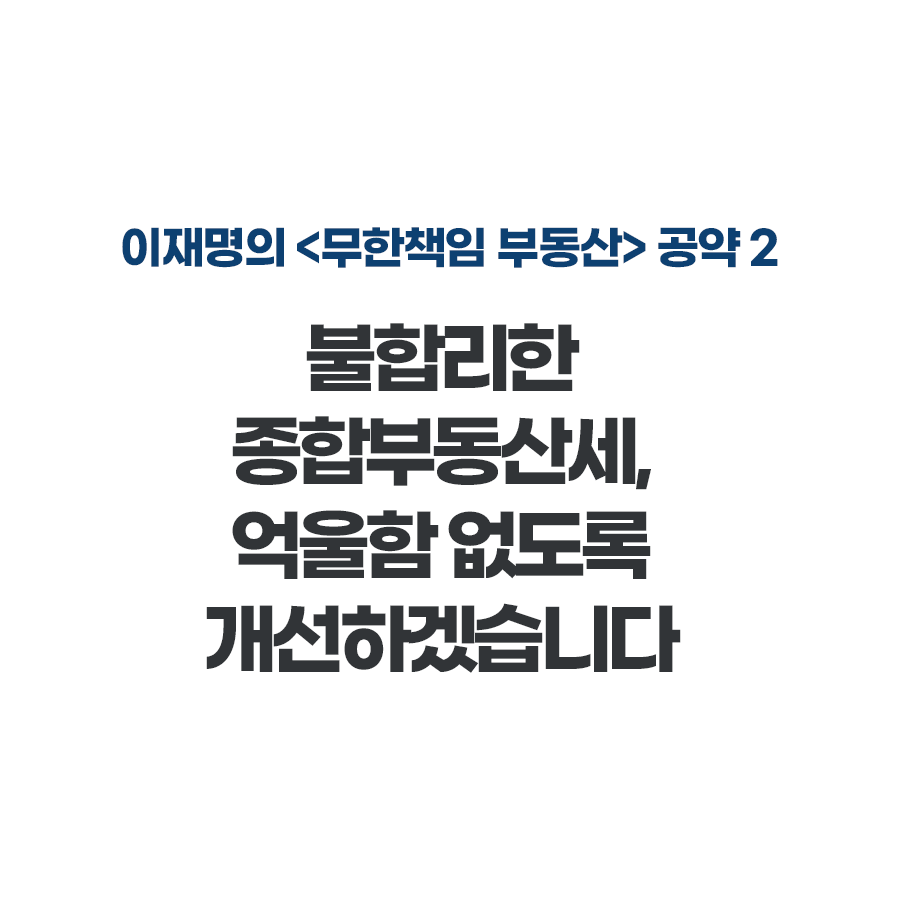 이재명의 <무한책임 부동산> 공약 2
불합리한
종합부동산세,
억울함 없도록
개선하겠습니다